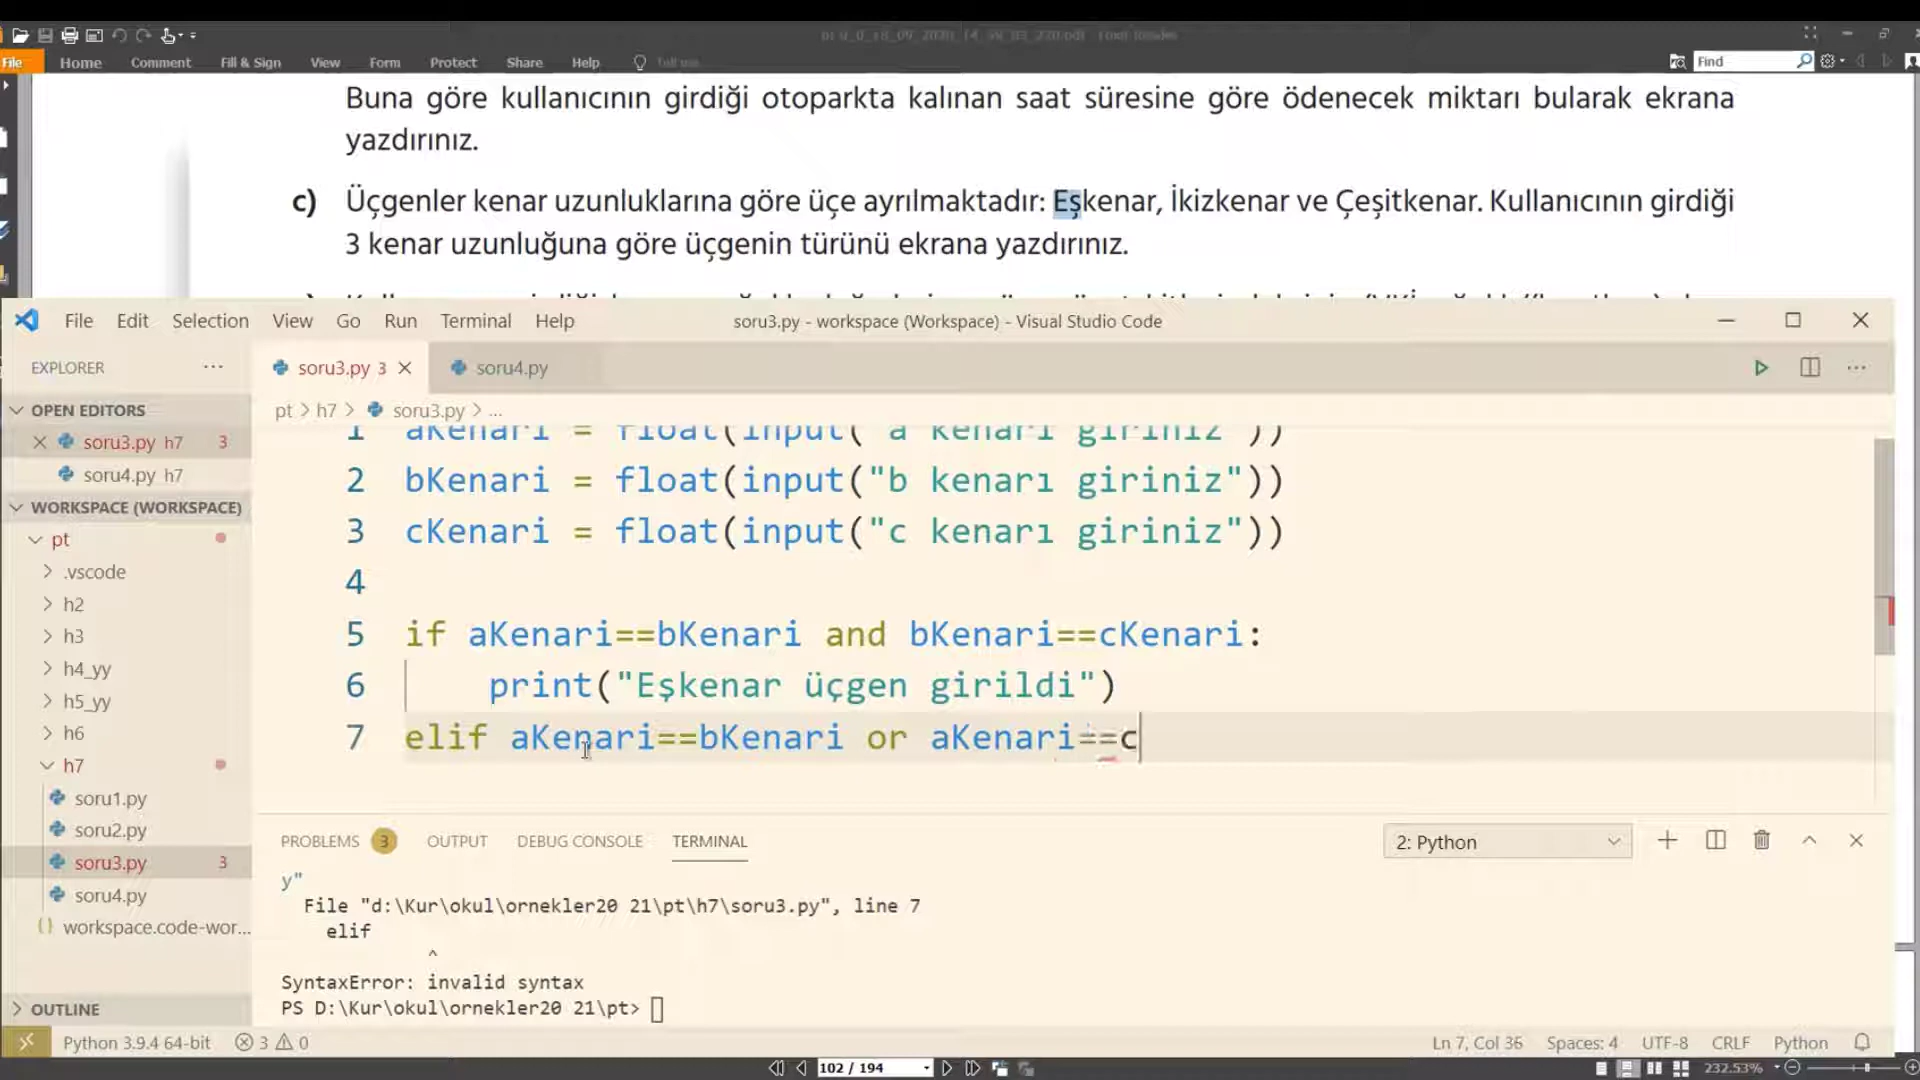 File Home Comment Fill & Sign View Form Protect Share Help Find
Buna göre kullanıcının girdiği otoparkta kalınan saat süresine göre ödenecek miktarı bularak ekrana
yazdırınız.
c) Üçgenler kenar uzunluklarına göre üçe ayrılmaktadır: Eşkenar, İkizkenar ve Çeşitkenar. Kullanıcının girdiği
3 kenar uzunluğuna göre üçgenin türünü ekrana yazdırınız.
File Edit Selection View Go Run Terminal Help soru3.py - workspace (Workspace) - Visual Studio Code
EXPLORER ... soru3.py 3 soru4.py
OPEN EDITORS
pt > h7 > soru3.py > ...
soru3.py h7 3
soru4.py h7
WORKSPACE (WORKSPACE)
pt
.vscode
h2
h3
h4_yy
h5_yy
h6
h7
soru1.py
soru2.py
soru3.py 3
soru4.py
workspace.code-wor...
OUTLINE
1 aKenari = float(input("a kenarı giriniz"))
2 bKenari = float(input("b kenarı giriniz"))
3 cKenari = float(input("c kenarı giriniz"))
4
5 if aKenari==bKenari and bKenari==cKenari:
6 print("Eşkenar üçgen girildi")
7 elif aKenari==bKenari or aKenari==c
PROBLEMS 3 OUTPUT DEBUG CONSOLE TERMINAL 2: Python
y"
File "d:\Kur\okul\ornekler20 21\pt\h7\soru3.py", line 7
elif
^
SyntaxError: invalid syntax
PS D:\Kur\okul\ornekler20 21\pt>
Python 3.9.4 64-bit 3 0 Ln 7, Col 36 Spaces: 4 UTF-8 CRLF Python
102 / 194 232.53%